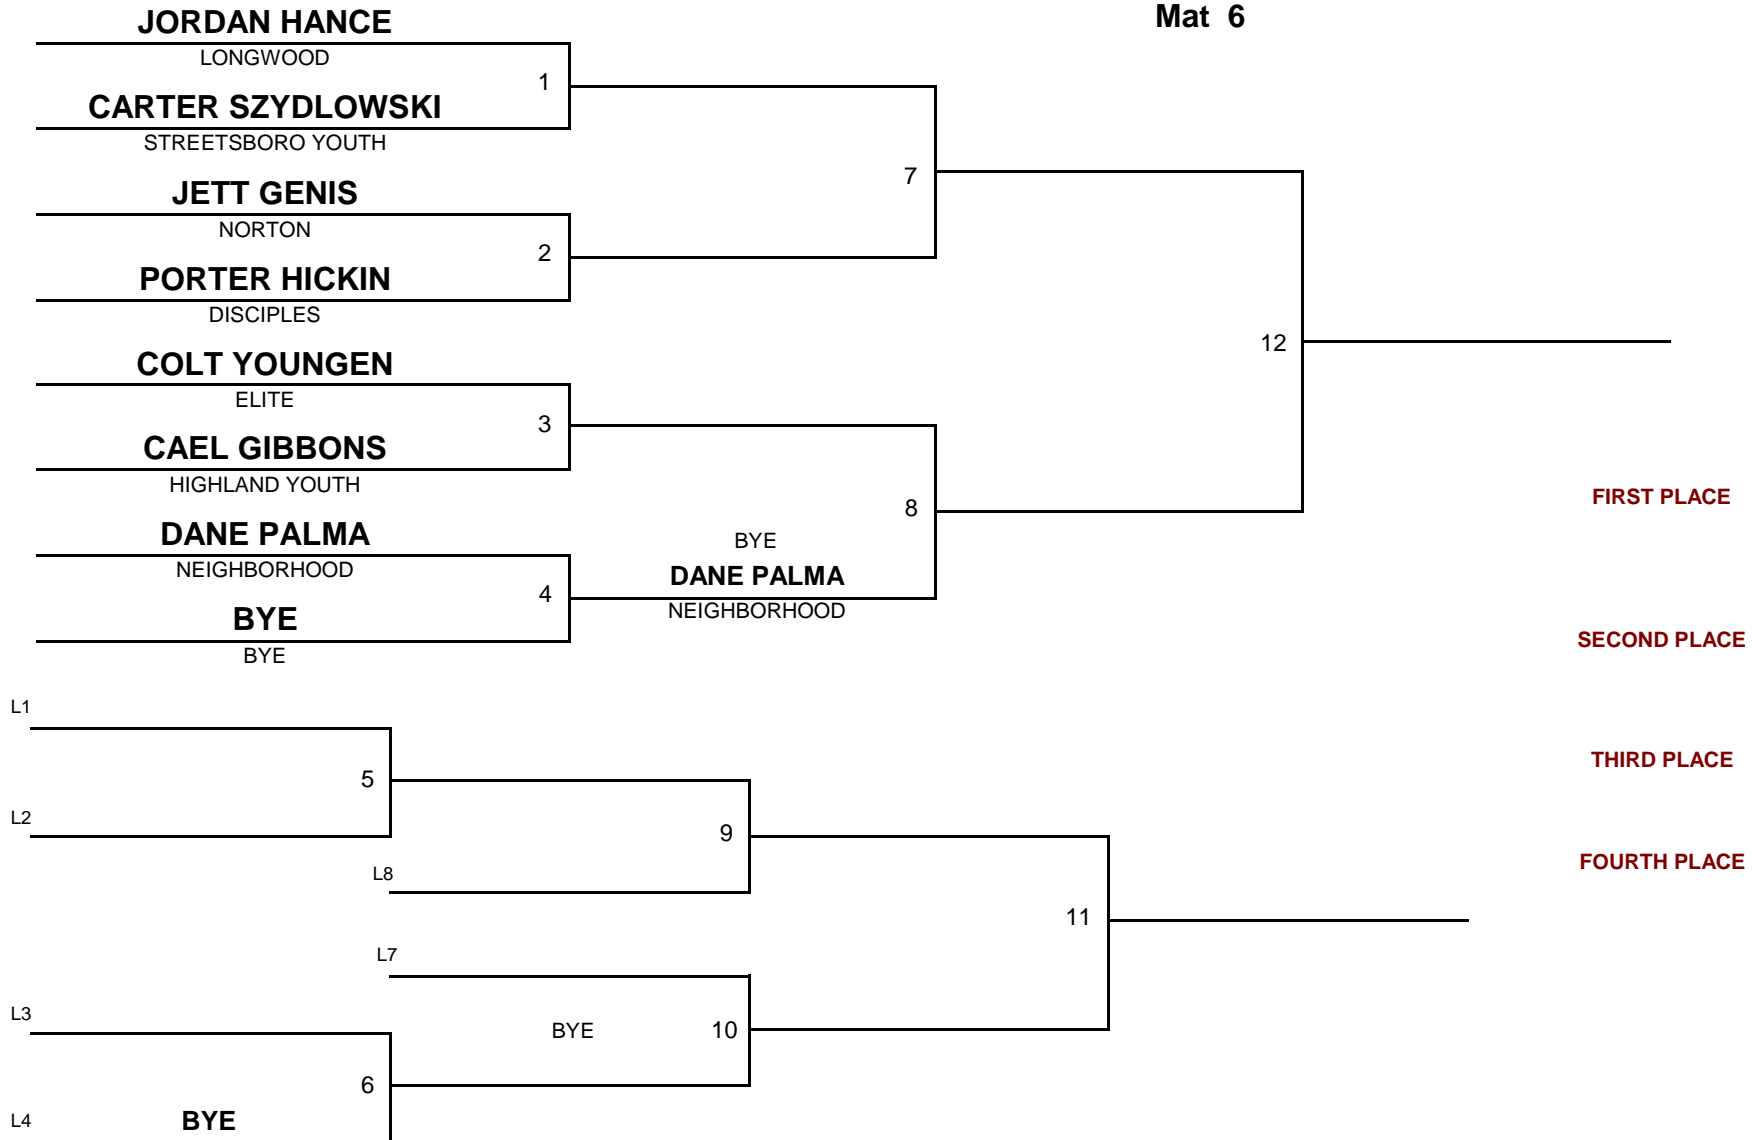 Mat 6
JORDAN HANCE
LONGWOOD
1
CARTER SZYDLOWSKI
STREETSBORO YOUTH
7
JETT GENIS
NORTON
2
PORTER HICKIN
DISCIPLES
12
COLT YOUNGEN
ELITE
3
CAEL GIBBONS
HIGHLAND YOUTH
FIRST PLACE
8
DANE PALMA
NEIGHBORHOOD
BYE
DANE PALMA
NEIGHBORHOOD
4
BYE
BYE
SECOND PLACE
L1
5
THIRD PLACE
L2
9
L8
FOURTH PLACE
11
L7
L3
BYE
10
6
L4
BYE